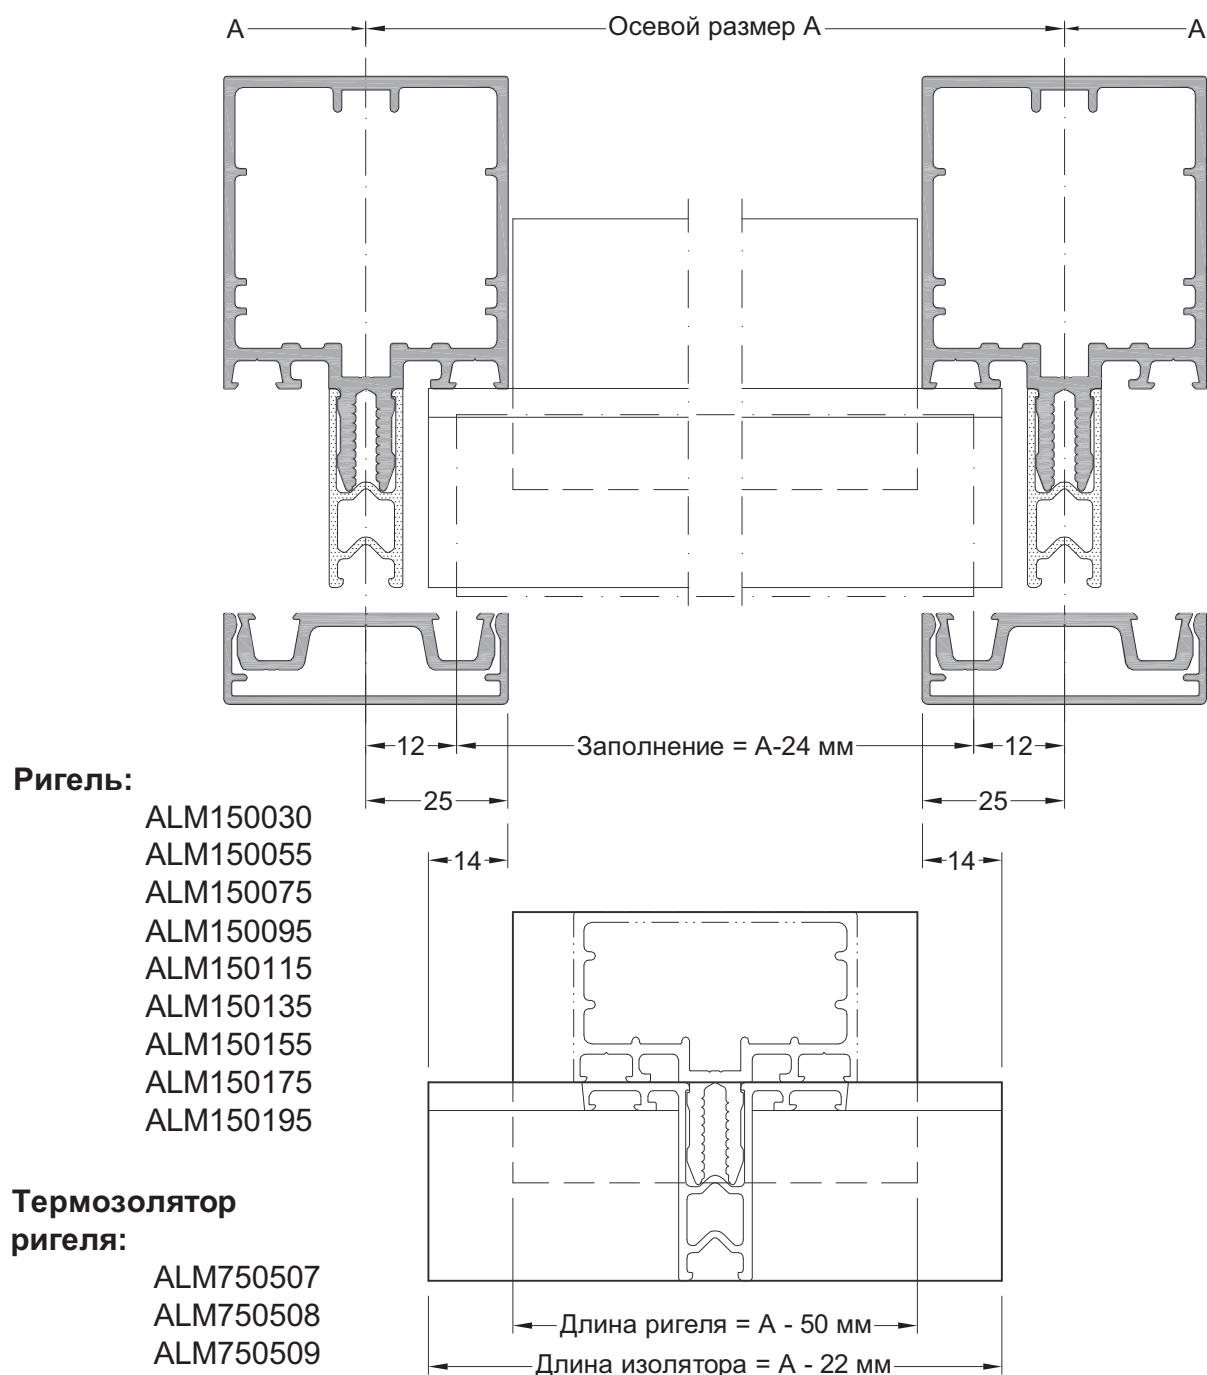 А
Осевой размер А
А
12
Заполнение = А-24 мм
12
25
25
14
14
Ригель:
ALM150030
ALM150055
ALM150075
ALM150095
ALM150115
ALM150135
ALM150155
ALM150175
ALM150195
Термозолятор
ригеля:
ALM750507
ALM750508
ALM750509
Длина ригеля = А - 50 мм
Длина изолятора = А - 22 мм